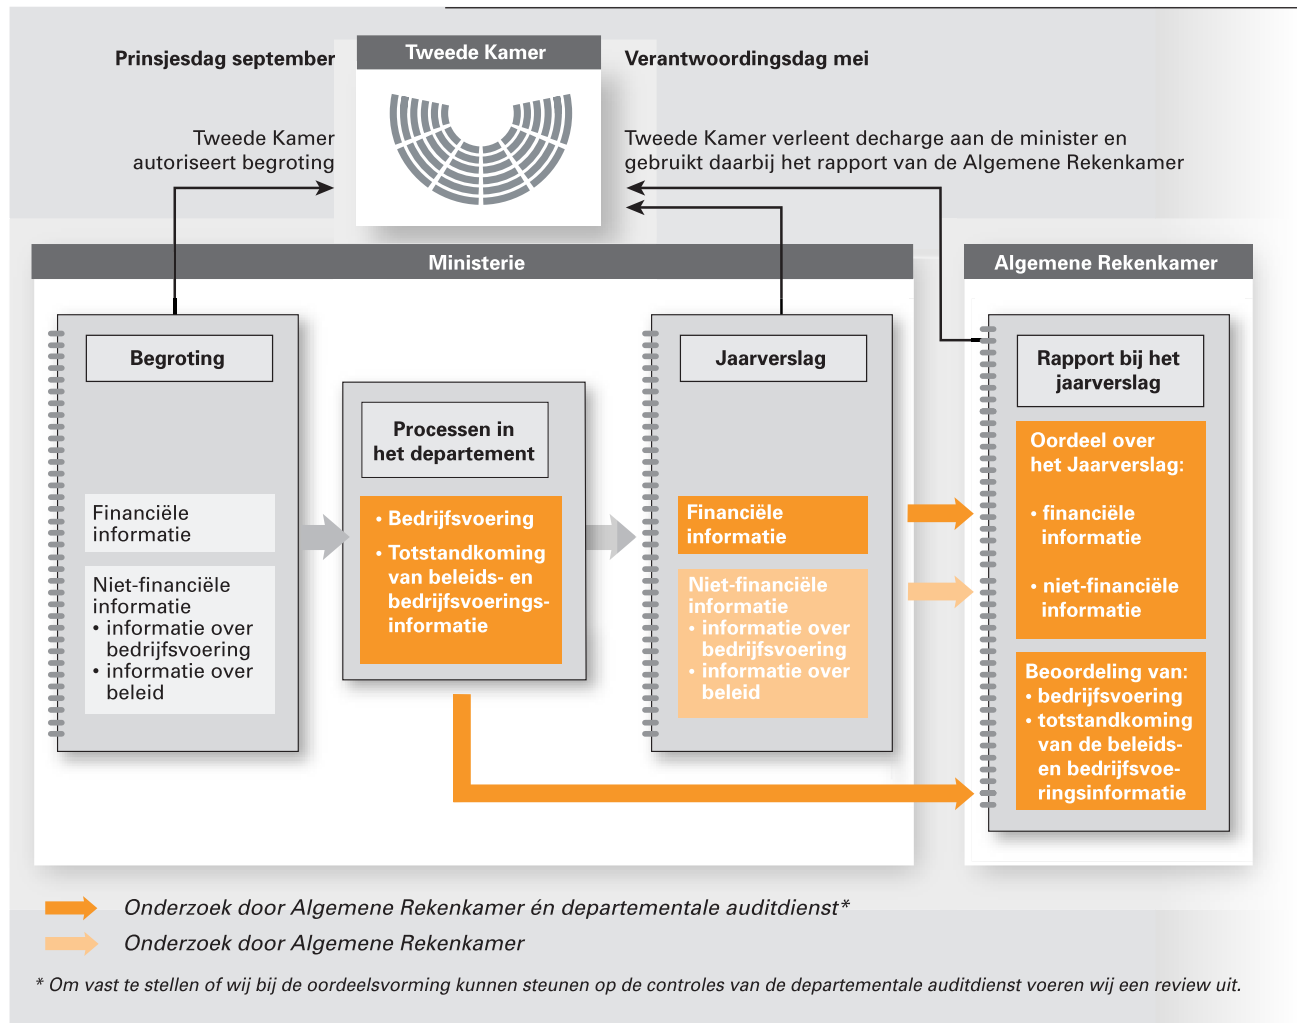 Prinsjesdag september
Tweede Kamer
Verantwoordingsdag mei
Tweede Kamer
autoriseert begroting
Tweede Kamer verleent decharge aan de minister en
gebruikt daarbij het rapport van de Algemene Rekenkamer
Ministerie
Algemene Rekenkamer
Begroting
Financiële
informatie
Niet-financiële
informatie
• informatie over
bedrijfsvoering
• informatie over
beleid
Processen in
het departement
• Bedrijfsvoering
• Totstandkoming
van beleids- en
bedrijfsvoerings-
informatie
Jaarverslag
Financiële
informatie
Niet-financiële
informatie
• informatie over
bedrijfsvoering
• informatie over
beleid
Rapport bij het
jaarverslag
Oordeel over
het Jaarverslag:
• financiële
informatie
• niet-financiële
informatie
Beoordeling van:
• bedrijfsvoering
• totstandkoming
van de beleids-
en bedrijfsvoe-
ringsinformatie
Onderzoek door Algemene Rekenkamer én departementale auditdienst*
Onderzoek door Algemene Rekenkamer
* Om vast te stellen of wij bij de oordeelsvorming kunnen steunen op de controles van de departementale auditdienst voeren wij een review uit.